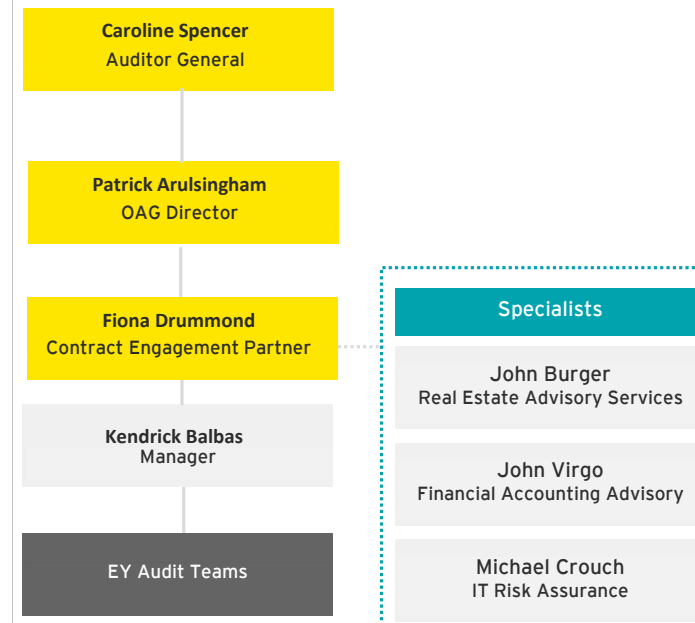 Caroline Spencer
Auditor General
Patrick Arulsingham
OAG Director
Fiona Drummond
Contract Engagement Partner
Kendrick Balbas
Manager
EY Audit Teams
Specialists
John Burger
Real Estate Advisory Services
John Virgo
Financial Accounting Advisory
Michael Crouch
IT Risk Assurance